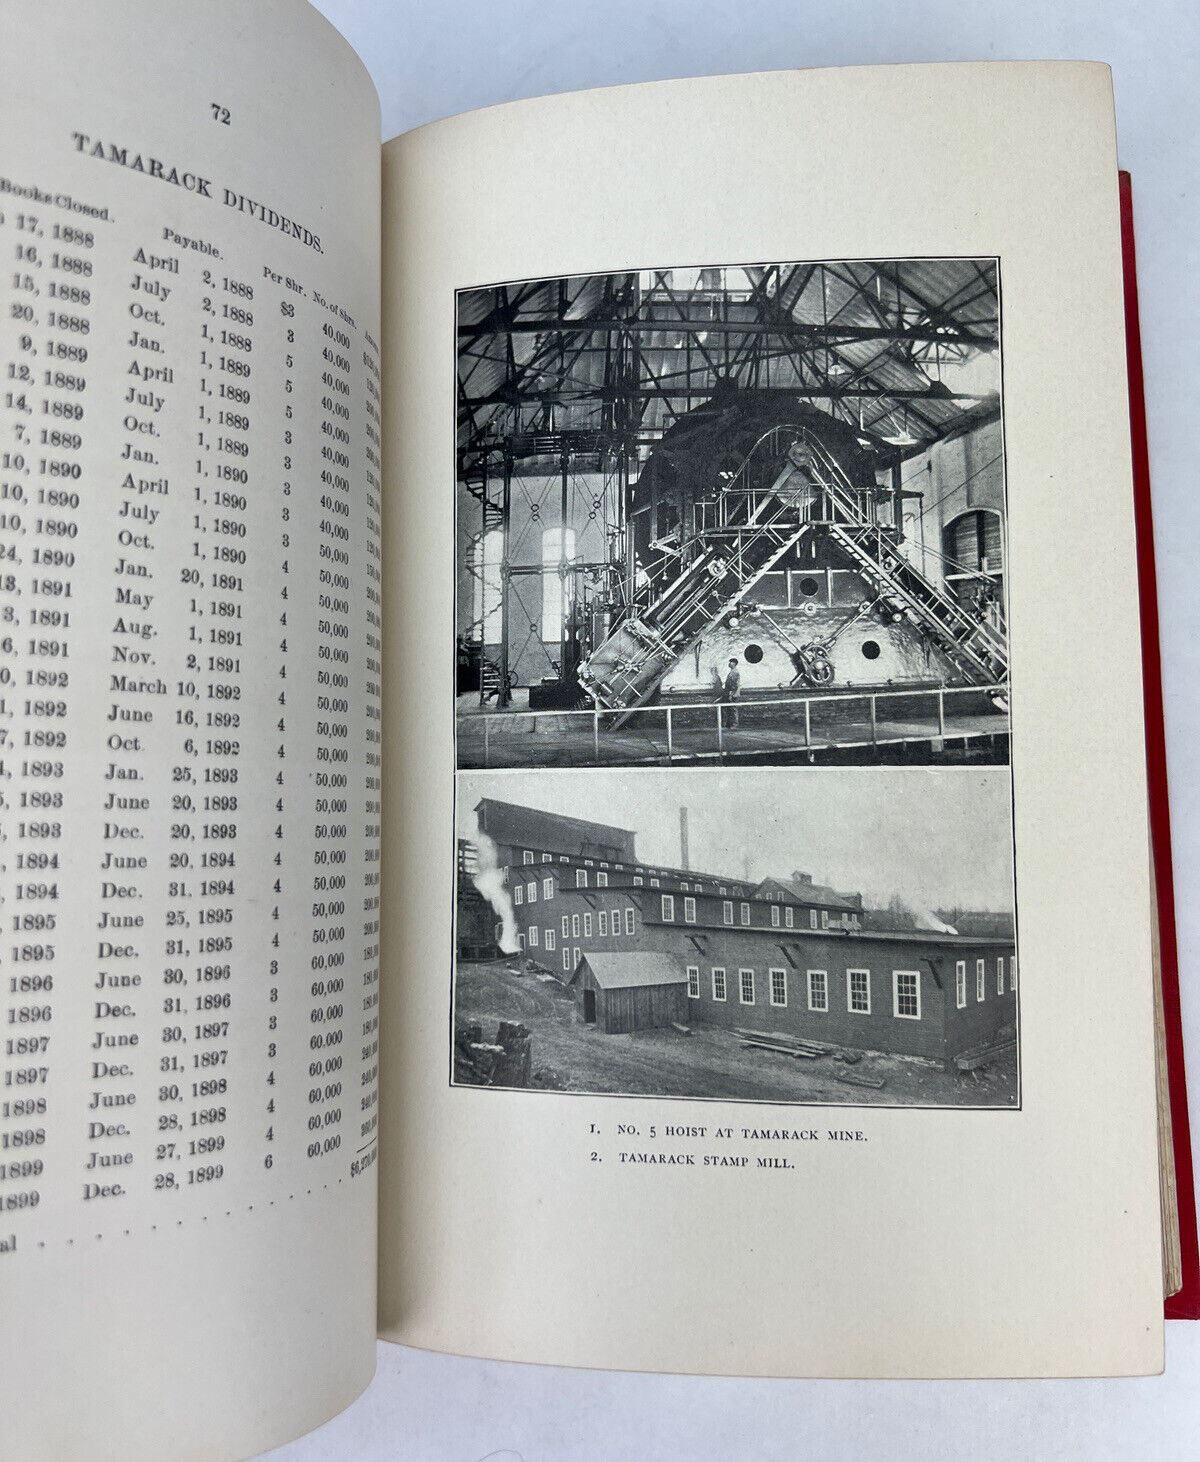 72
TAMARACK DIVIDENDS.
Books Closed. Payable. Per Shr. No. of Shrs.
17, 1888 April 2, 1888 $3 40,000
16, 1888 July 2, 1888 3 40,000
15, 1888 Oct. 1, 1888 5 40,000
20, 1888 Jan. 1, 1889 5 40,000
9, 1889 April 1, 1889 5 40,000
12, 1889 July 1, 1889 3 40,000
14, 1889 Oct. 1, 1889 3 40,000
7, 1889 Jan. 1, 1890 3 40,000
10, 1890 April 1, 1890 3 40,000
10, 1890 July 1, 1890 3 50,000
10, 1890 Oct. 1, 1890 4 50,000
24, 1890 Jan. 20, 1891 4 50,000
13, 1891 May 1, 1891 4 50,000
3, 1891 Aug. 1, 1891 4 50,000
6, 1891 Nov. 2, 1891 4 50,000
0, 1892 March 10, 1892 4 50,000
1, 1892 June 16, 1892 4 50,000
7, 1892 Oct. 6, 1892 4 50,000
1893 Jan. 25, 1893 4 50,000
1893 June 20, 1893 4 50,000
1893 Dec. 20, 1893 4 50,000
1894 June 20, 1894 4 50,000
1894 Dec. 31, 1894 4 50,000
1895 June 25, 1895 4 50,000
1895 Dec. 31, 1895 4 50,000
1896 June 30, 1896 3 60,000
1896 Dec. 31, 1896 3 60,000
1897 June 30, 1897 3 60,000
1897 Dec. 31, 1897 3 60,000
1898 June 30, 1898 4 60,000
1898 Dec. 28, 1898 4 60,000
1899 June 27, 1899 4 60,000
1899 Dec. 28, 1899 6 60,000
1. NO. 5 HOIST AT TAMARACK MINE.
2. TAMARACK STAMP MILL.